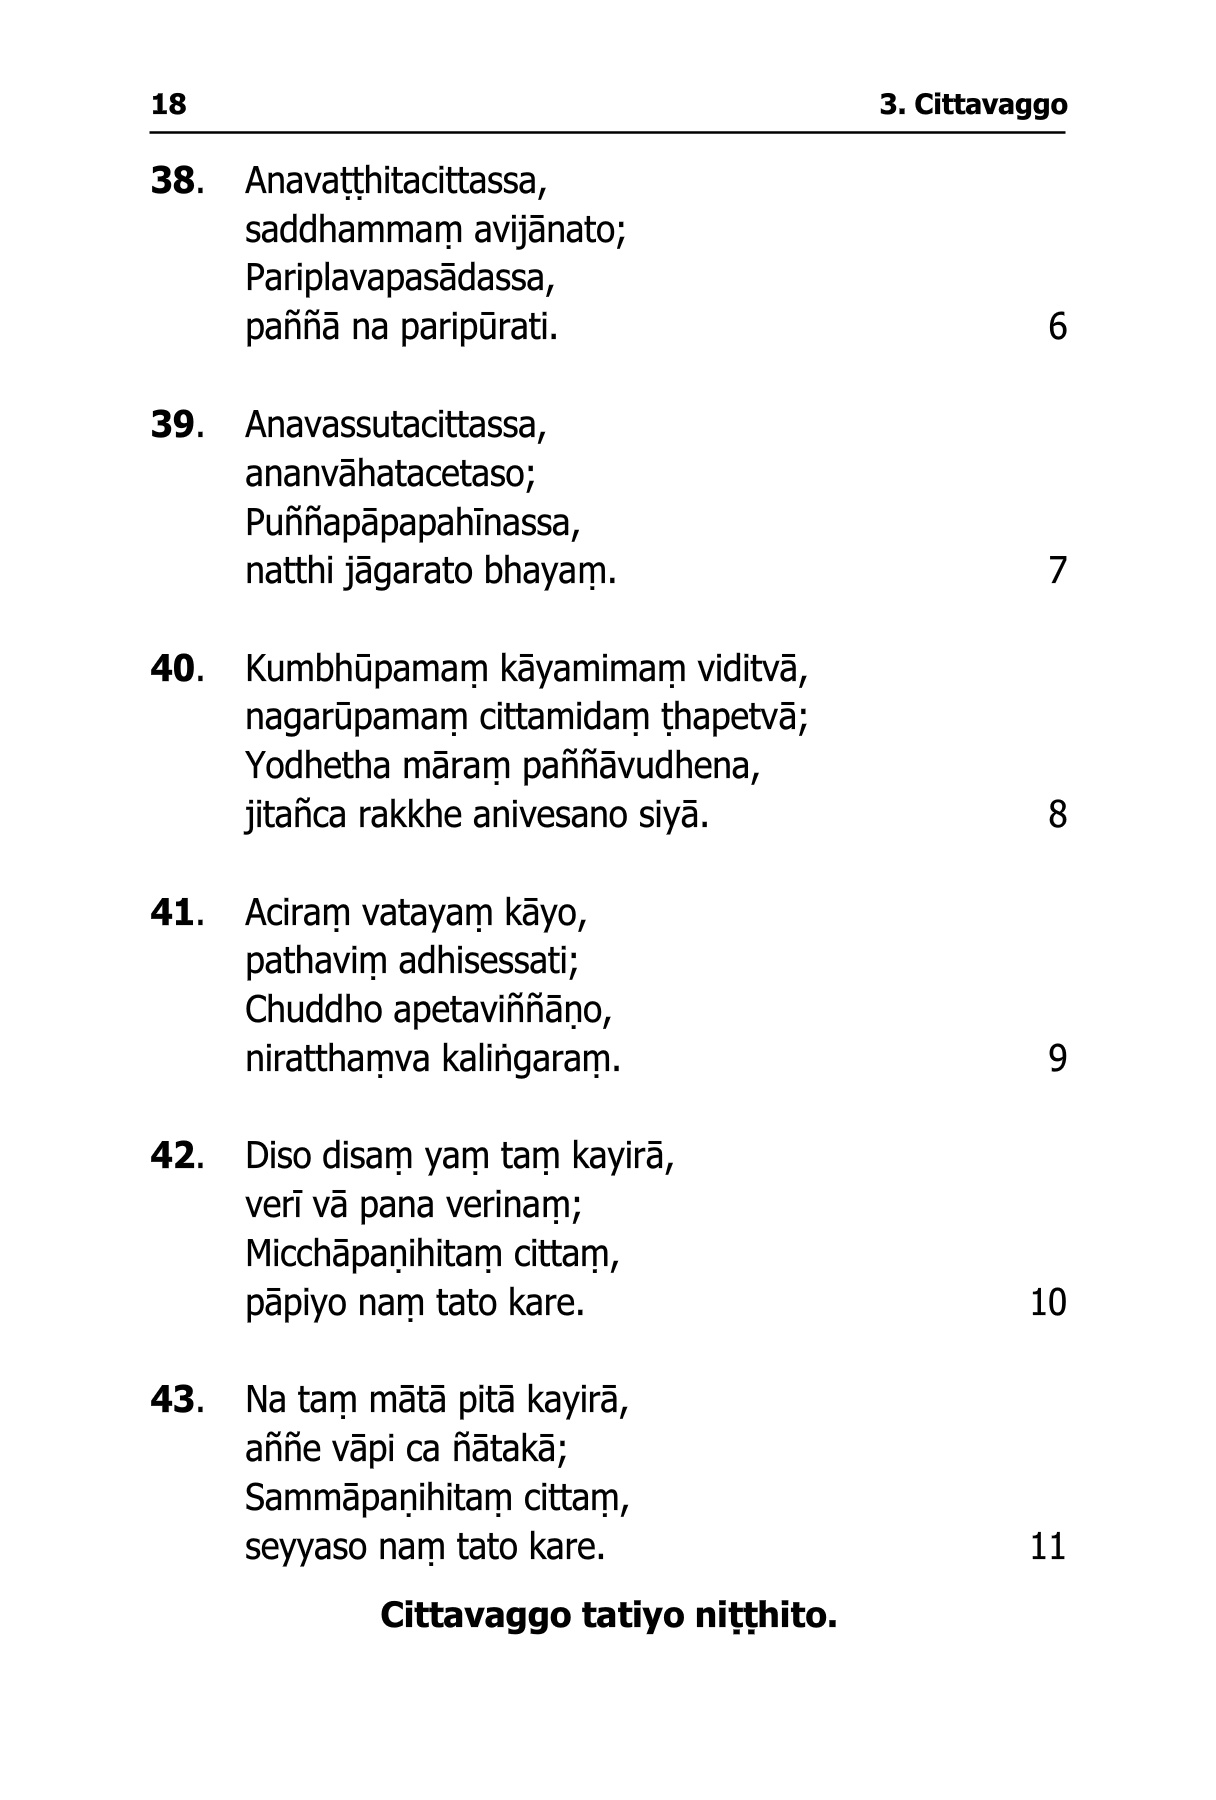 18 3. Cittavaggo
38. Anavaṭṭhitacittassa,
saddhammaṃ avijānato;
Pariplavapasādassa,
paññā na paripūrati. 6
39. Anavassutacittassa,
ananvāhatacetaso;
Puññapāpapahīnassa,
natthi jāgarato bhayaṃ. 7
40. Kumbhūpamaṃ kāyamimaṃ viditvā,
nagarūpamaṃ cittamidaṃ ṭhapetvā;
Yodhetha māraṃ paññāvudhena,
jitañca rakkhe anivesano siyā. 8
41. Aciraṃ vatayaṃ kāyo,
pathaviṃ adhisessati;
Chuddho apetaviññāṇo,
niratthaṃva kaliṅgaraṃ. 9
42. Diso disaṃ yaṃ taṃ kayirā,
verī vā pana verinaṃ;
Micchāpaṇihitaṃ cittaṃ,
pāpiyo naṃ tato kare. 10
43. Na taṃ mātā pitā kayirā,
aññe vāpi ca ñātakā;
Sammāpaṇihitaṃ cittaṃ,
seyyaso naṃ tato kare. 11
Cittavaggo tatiyo niṭṭhito.